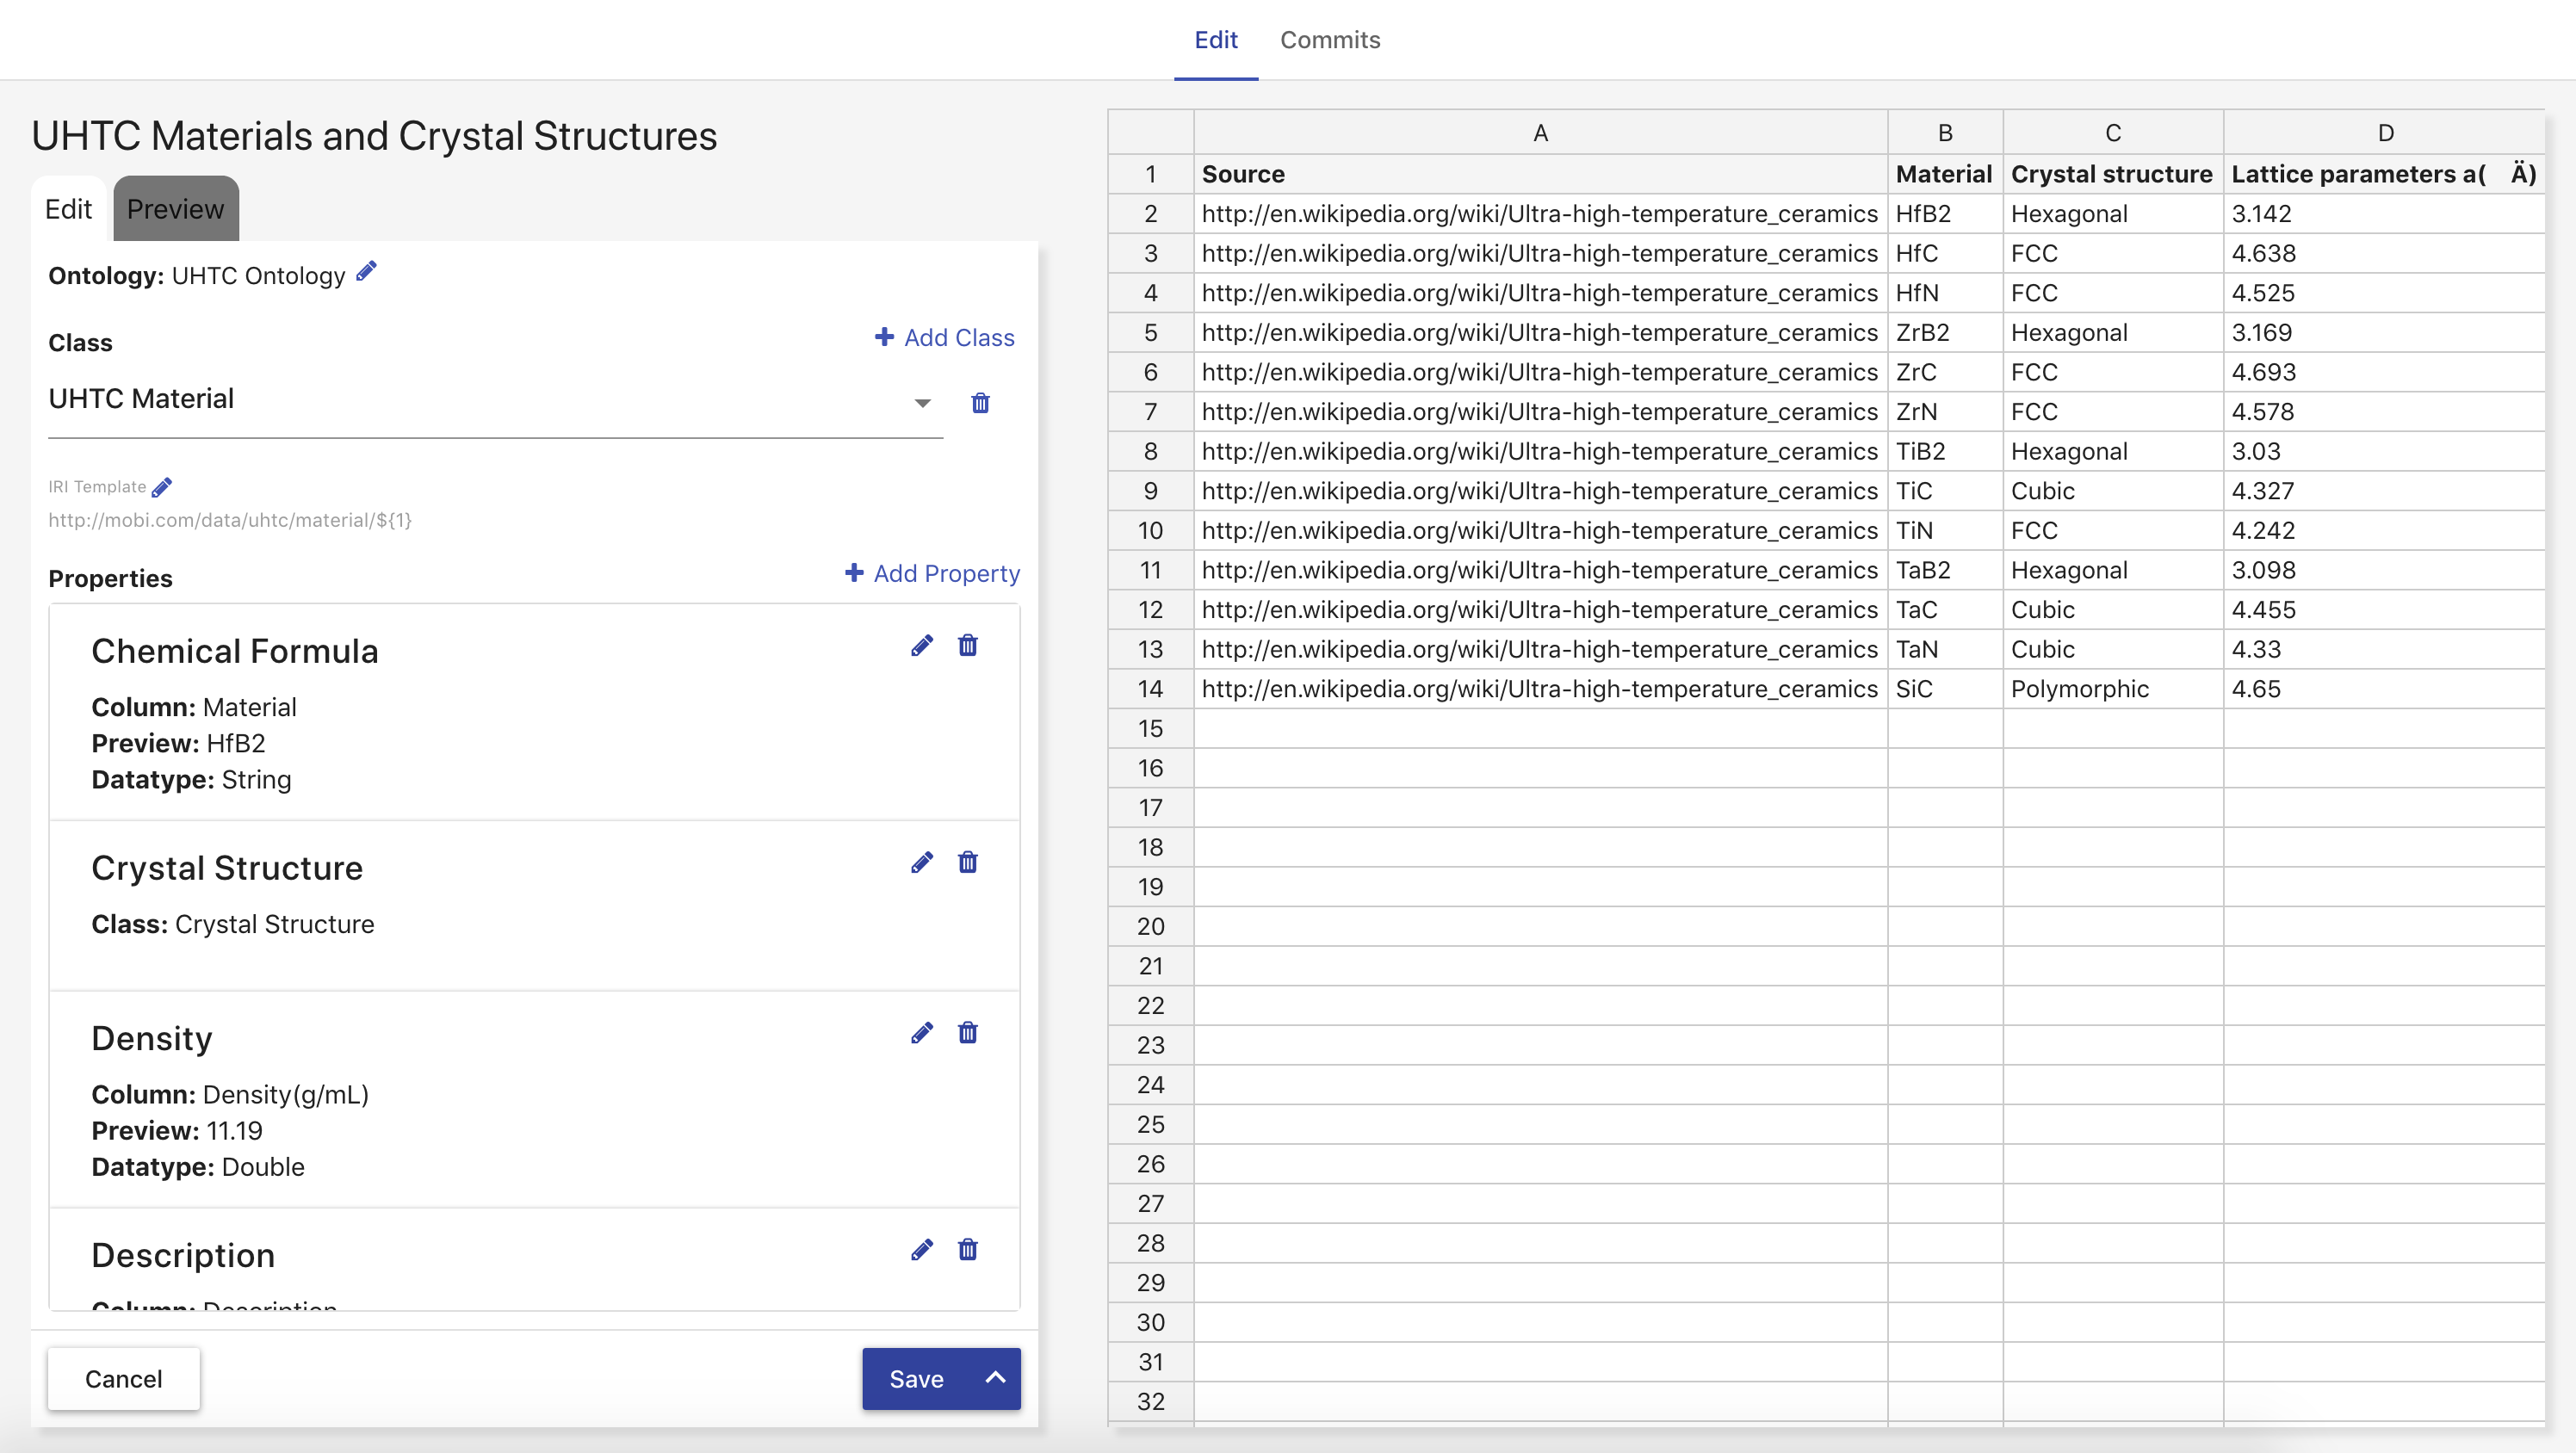 Edit Commits
UHTC Materials and Crystal Structures
Edit Preview
Ontology: UHTC Ontology
Class
Add Class
UHTC Material
IRI Template
http://mobi.com/data/uhtc/material/${1}
Properties
Add Property
Chemical Formula
Column: Material
Preview: HfB2
Datatype: String
Crystal Structure
Class: Crystal Structure
Density
Column: Density(g/mL)
Preview: 11.19
Datatype: Double
Description
Column: Description
Cancel
Save
A B C D
1 Source Material Crystal structure Lattice parameters a( Ä)
2 http://en.wikipedia.org/wiki/Ultra-high-temperature_ceramics HfB2 Hexagonal 3.142
3 http://en.wikipedia.org/wiki/Ultra-high-temperature_ceramics HfC FCC 4.638
4 http://en.wikipedia.org/wiki/Ultra-high-temperature_ceramics HfN FCC 4.525
5 http://en.wikipedia.org/wiki/Ultra-high-temperature_ceramics ZrB2 Hexagonal 3.169
6 http://en.wikipedia.org/wiki/Ultra-high-temperature_ceramics ZrC FCC 4.693
7 http://en.wikipedia.org/wiki/Ultra-high-temperature_ceramics ZrN FCC 4.578
8 http://en.wikipedia.org/wiki/Ultra-high-temperature_ceramics TiB2 Hexagonal 3.03
9 http://en.wikipedia.org/wiki/Ultra-high-temperature_ceramics TiC Cubic 4.327
10 http://en.wikipedia.org/wiki/Ultra-high-temperature_ceramics TiN FCC 4.242
11 http://en.wikipedia.org/wiki/Ultra-high-temperature_ceramics TaB2 Hexagonal 3.098
12 http://en.wikipedia.org/wiki/Ultra-high-temperature_ceramics TaC Cubic 4.455
13 http://en.wikipedia.org/wiki/Ultra-high-temperature_ceramics TaN Cubic 4.33
14 http://en.wikipedia.org/wiki/Ultra-high-temperature_ceramics SiC Polymorphic 4.65
15
16
17
18
19
20
21
22
23
24
25
26
27
28
29
30
31
32